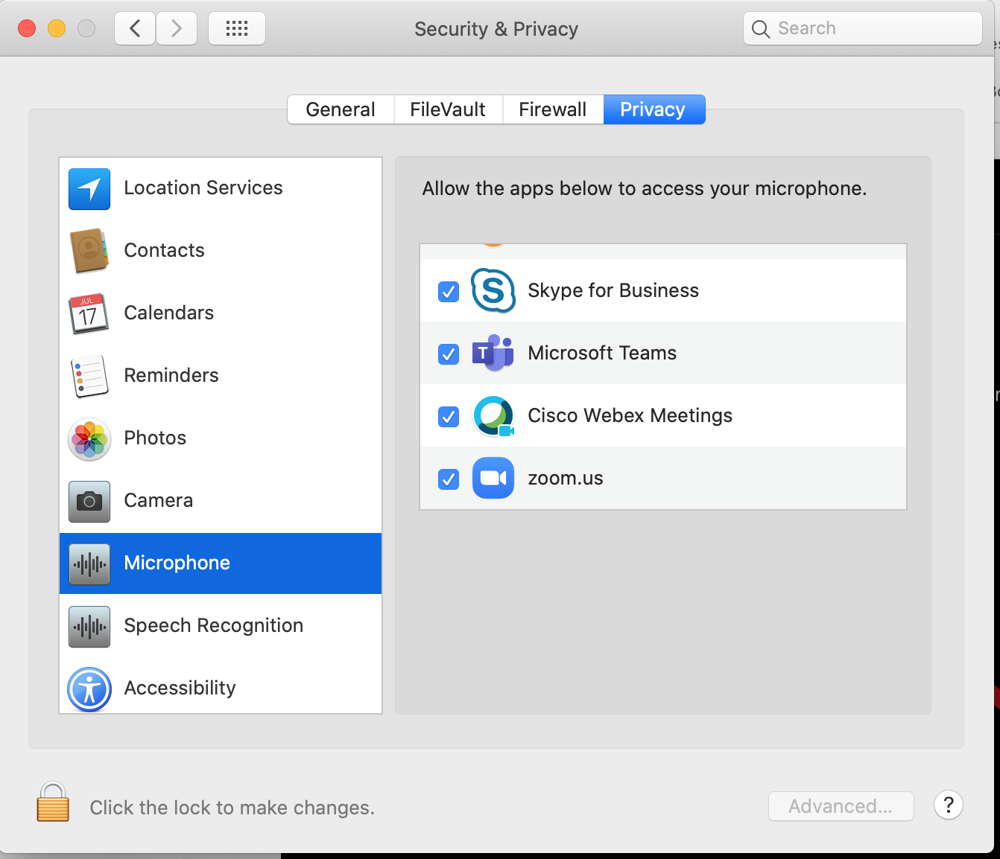 Security & Privacy
Search
General
FileVault
Firewall
Privacy
Location Services
Contacts
JUL
17
Calendars
Reminders
Photos
Camera
Microphone
Speech Recognition
Accessibility
Allow the apps below to access your microphone.
S
Skype for Business
T
Microsoft Teams
Cisco Webex Meetings
zoom.us
Click the lock to make changes.
Advanced...
?